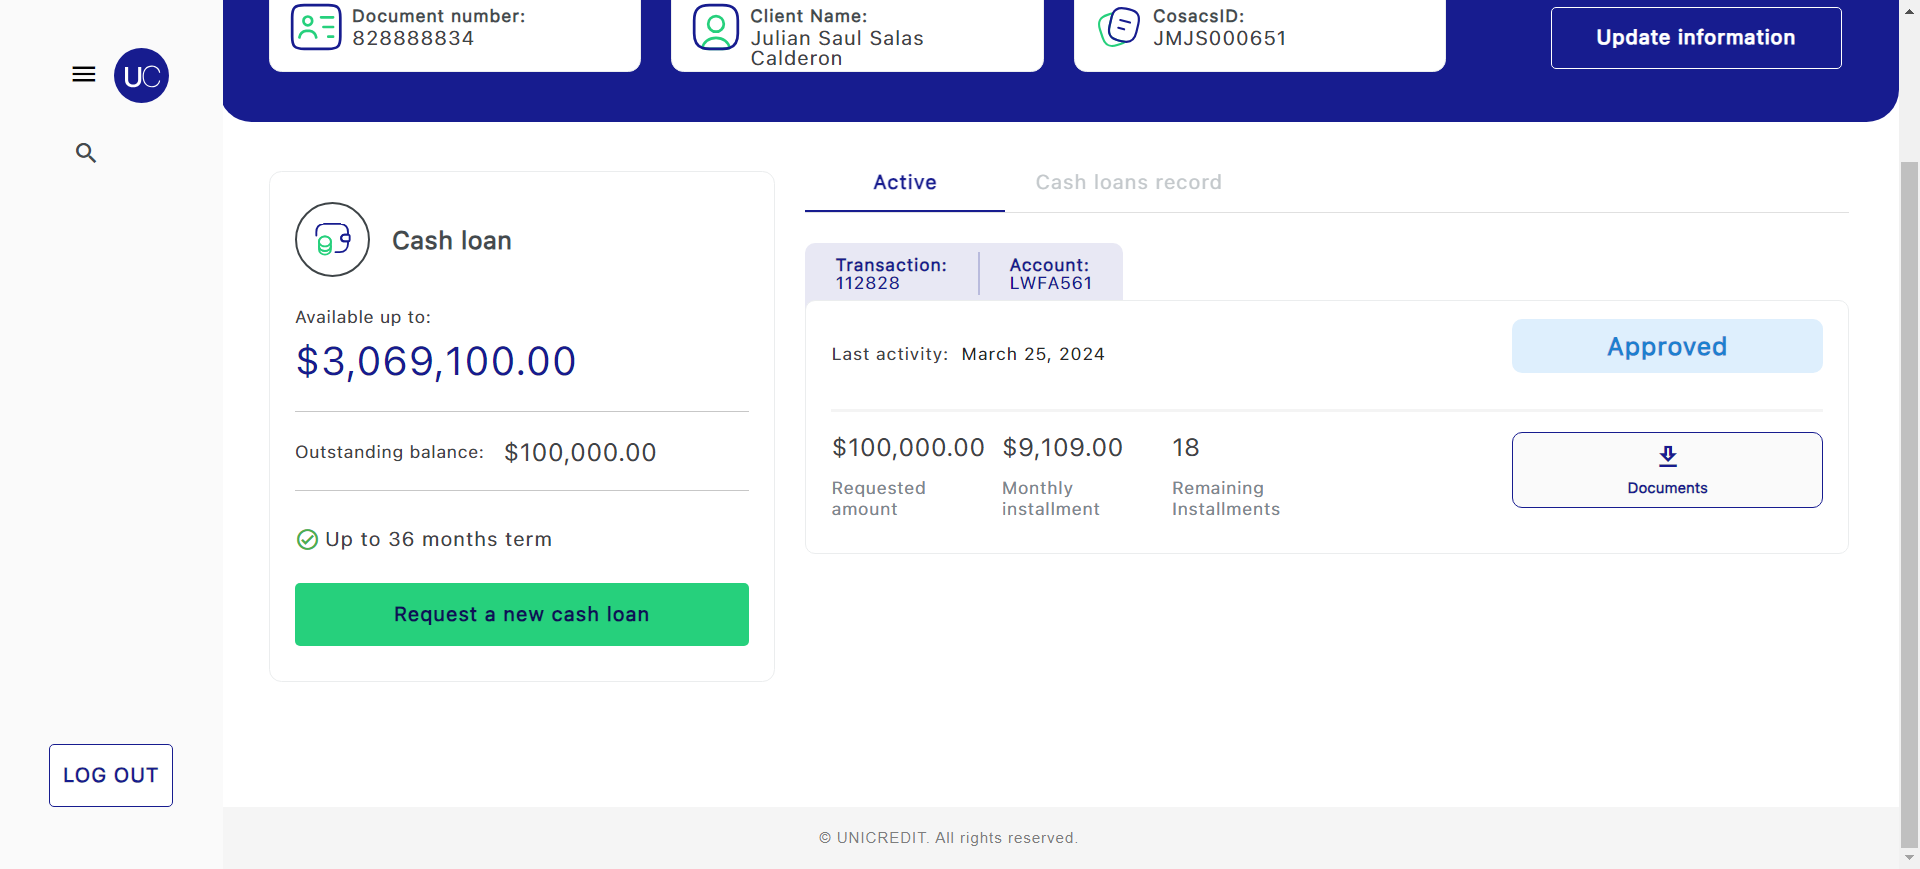 Document number:
828888834
Client Name:
Julian Saul Salas
Calderon
CosacsID:
JMJS000651
Update information
UC
Active
Cash loans record
Cash loan
Transaction:
112828
Account:
LWFA561
Available up to:
$3,069,100.00
Last activity: March 25, 2024
Approved
Outstanding balance: $100,000.00
$100,000.00
Requested
amount
$9,109.00
Monthly
installment
18
Remaining
Installments
Documents
Up to 36 months term
Request a new cash loan
LOG OUT
© UNICREDIT. All rights reserved.